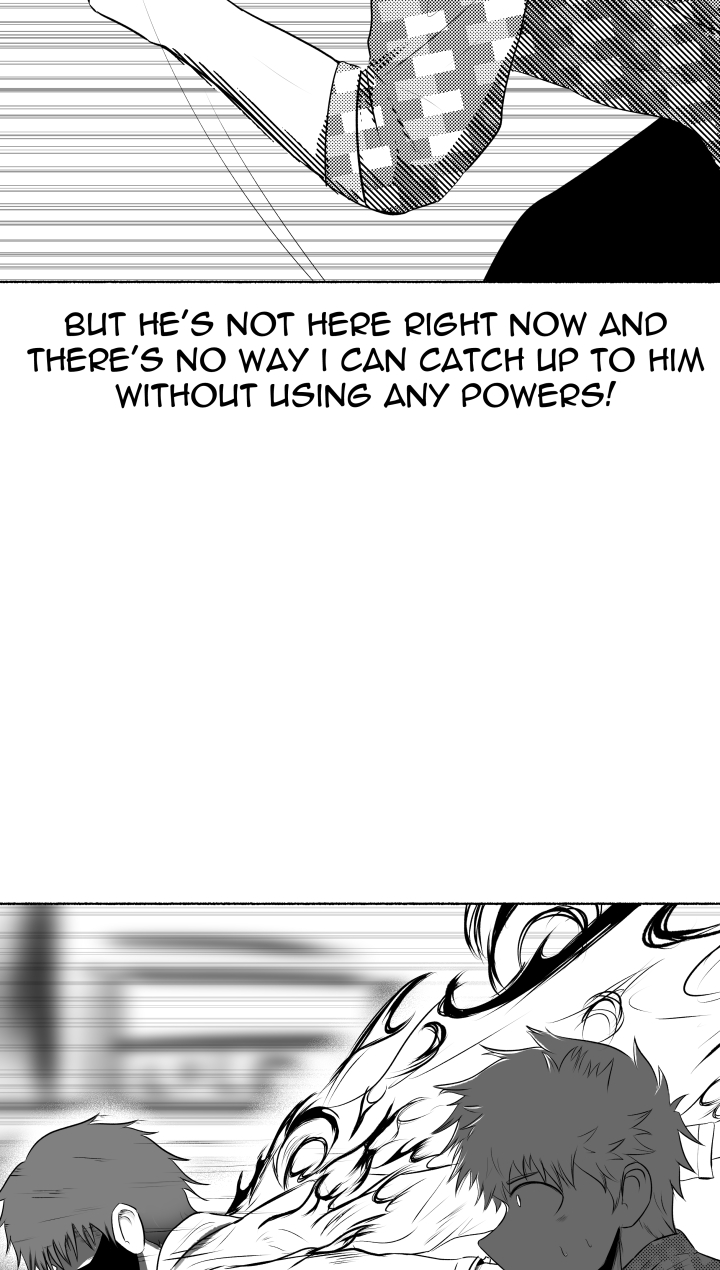 BUT HE'S NOT HERE RIGHT NOW AND
THERE'S NO WAY I CAN CATCH UP TO HIM
WITHOUT USING ANY POWERS!